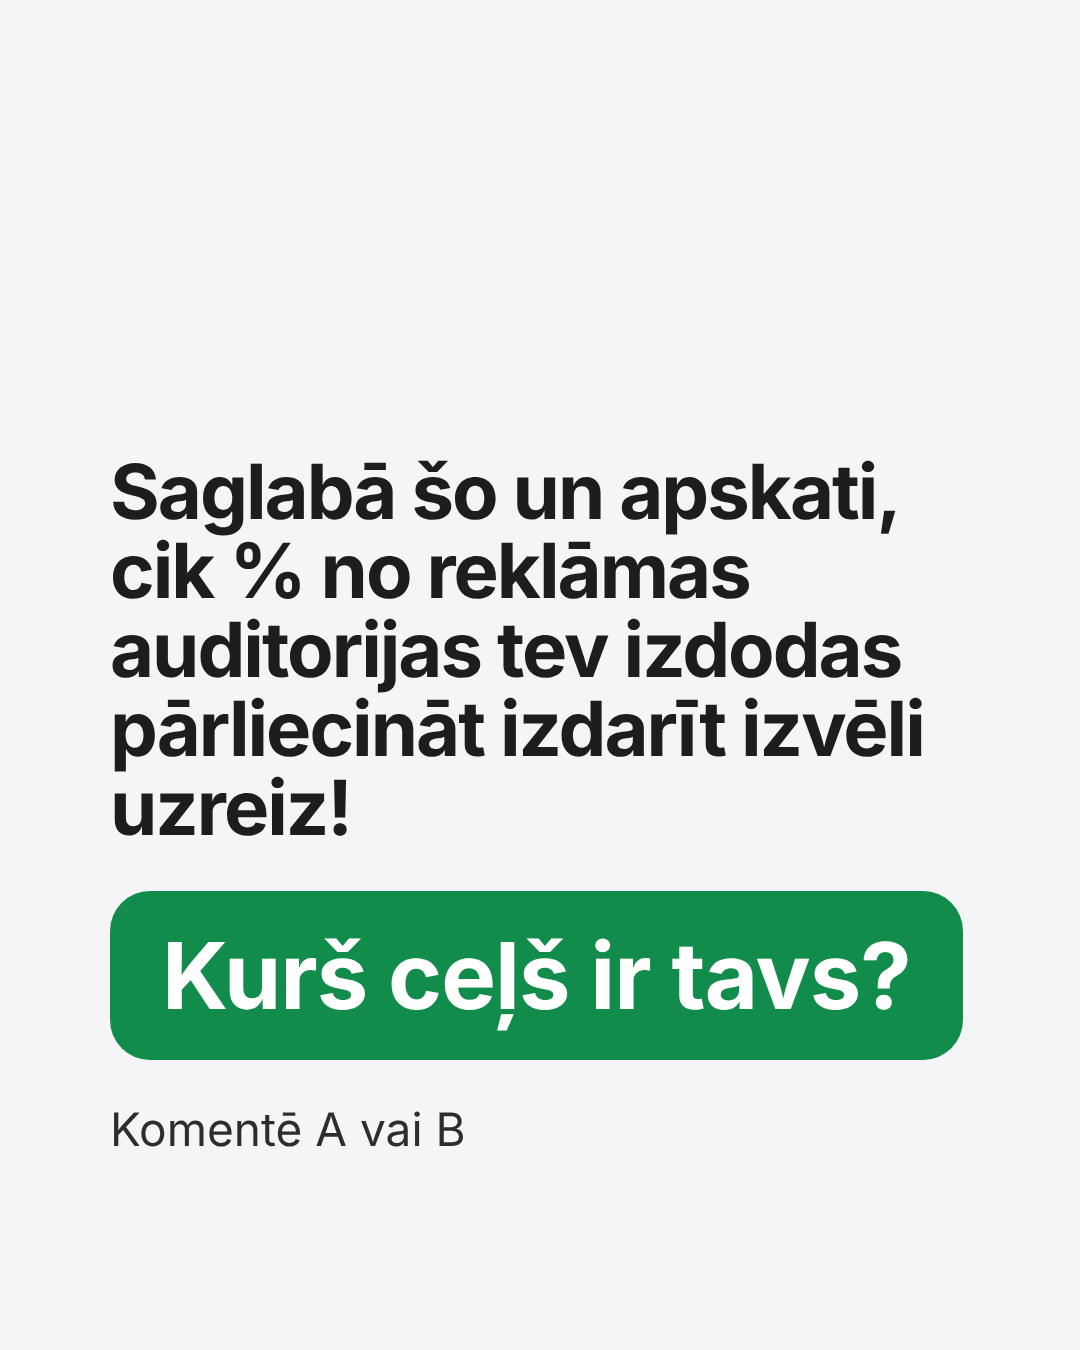 Saglabā šo un apskati,
cik % no reklāmas
auditorijas tev izdodas
pārliecināt izdarīt izvēli
uzreiz!
Kurš ceļš ir tavs?
Komentē A vai B